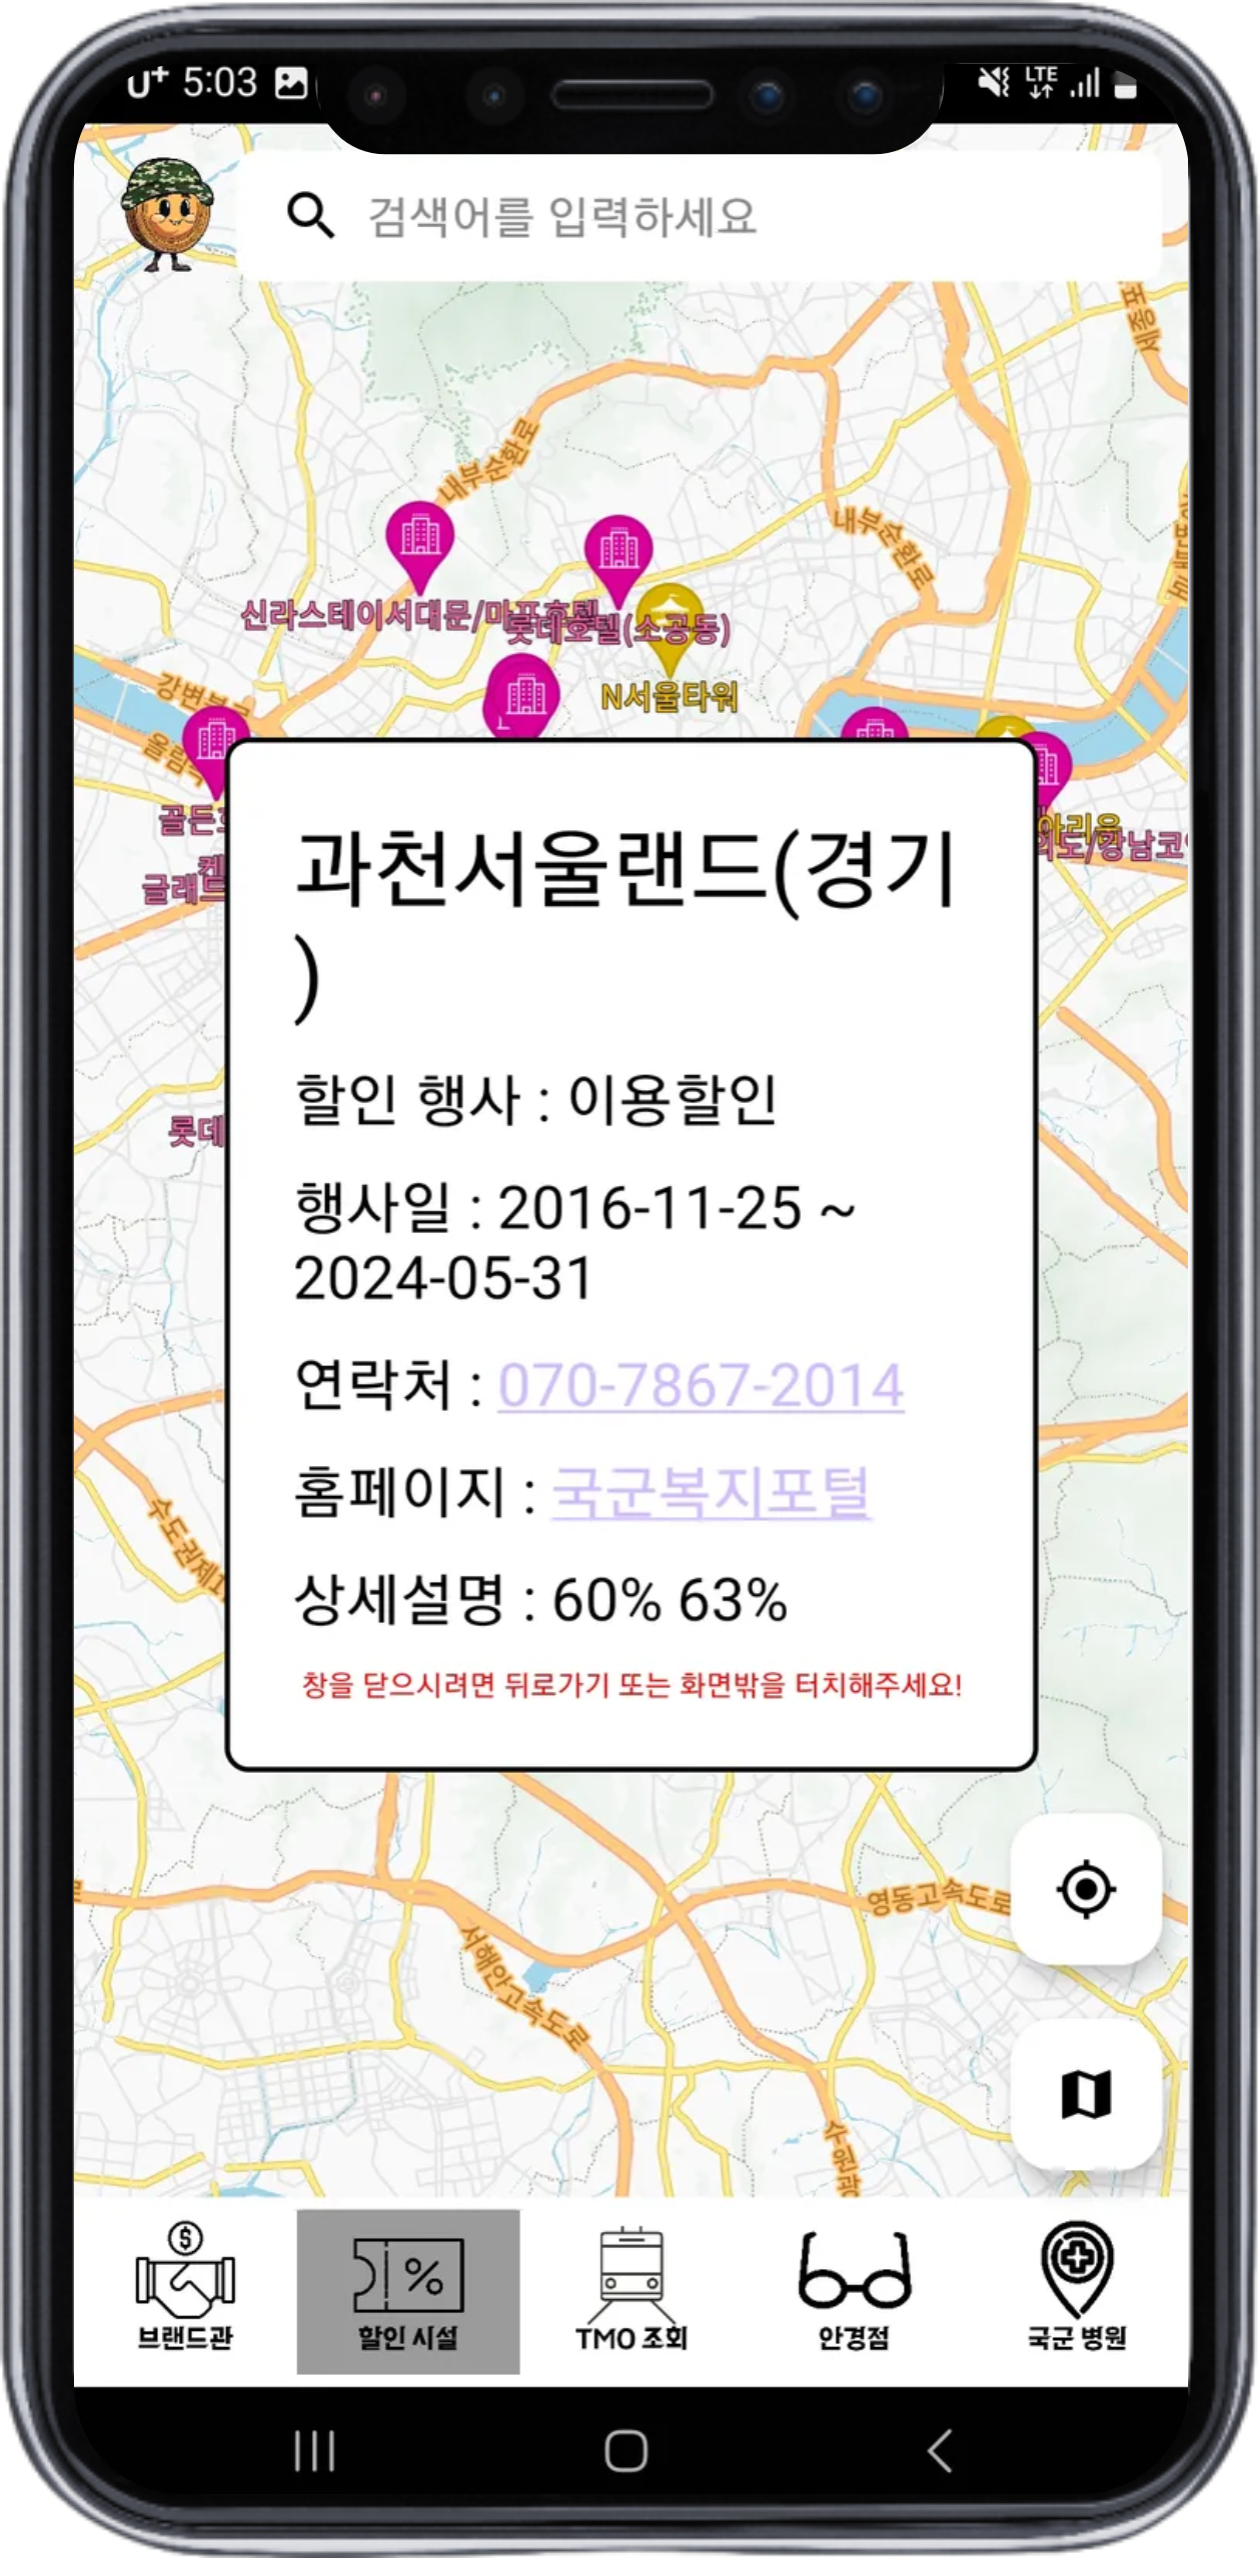 U+ 5:03
LTE
검색어를 입력하세요
세종포
내부순환로
내부순환로
신라스테이서대문/마포호텔
롯데호텔(소공동)
N서울타워
강변북
올림
골든
켄
글래드
아리움
의도/강남코
롯데
과천서울랜드(경기
)
할인 행사 : 이용할인
행사일 : 2016-11-25 ~
2024-05-31
연락처 : 070-7867-2014
홈페이지 : 국군복지포털
상세설명 : 60% 63%
창을 닫으시려면 뒤로가기 또는 화면밖을 터치해주세요!
수도권제1
영동고속도로
서해안고속도로
수원광
브랜드관
할인 시설
TMO 조회
안경점
국군 병원